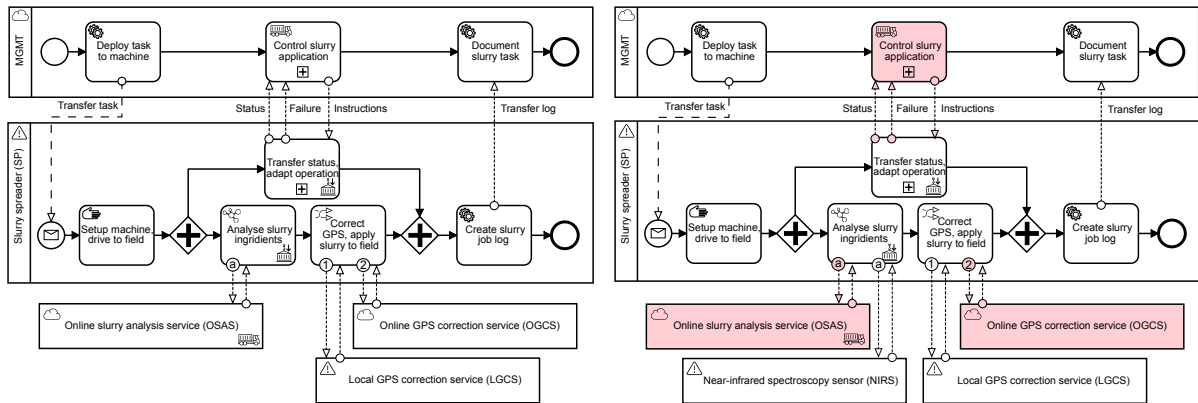 MGMT
Deploy task
to machine
Control slurry
application
Document
slurry task
Transfer task
Status
Failure
Instructions
Transfer log
Slurry spreader (SP)
Transfer status,
adapt operation
Setup machine,
drive to field
Analyse slurry
ingridients
Correct
GPS, apply
slurry to field
Create slurry
job log
a
1
2
Online slurry analysis service (OSAS)
Online GPS correction service (OGCS)
Local GPS correction service (LGCS)
MGMT
Deploy task
to machine
Control slurry
application
Document
slurry task
Transfer task
Status
Failure
Instructions
Transfer log
Slurry spreader (SP)
Transfer status,
adapt operation
Setup machine,
drive to field
Analyse slurry
ingridients
Correct
GPS, apply
slurry to field
Create slurry
job log
a
a
1
2
Online slurry analysis service (OSAS)
Online GPS correction service (OGCS)
Near-infrared spectroscopy sensor (NIRS)
Local GPS correction service (LGCS)